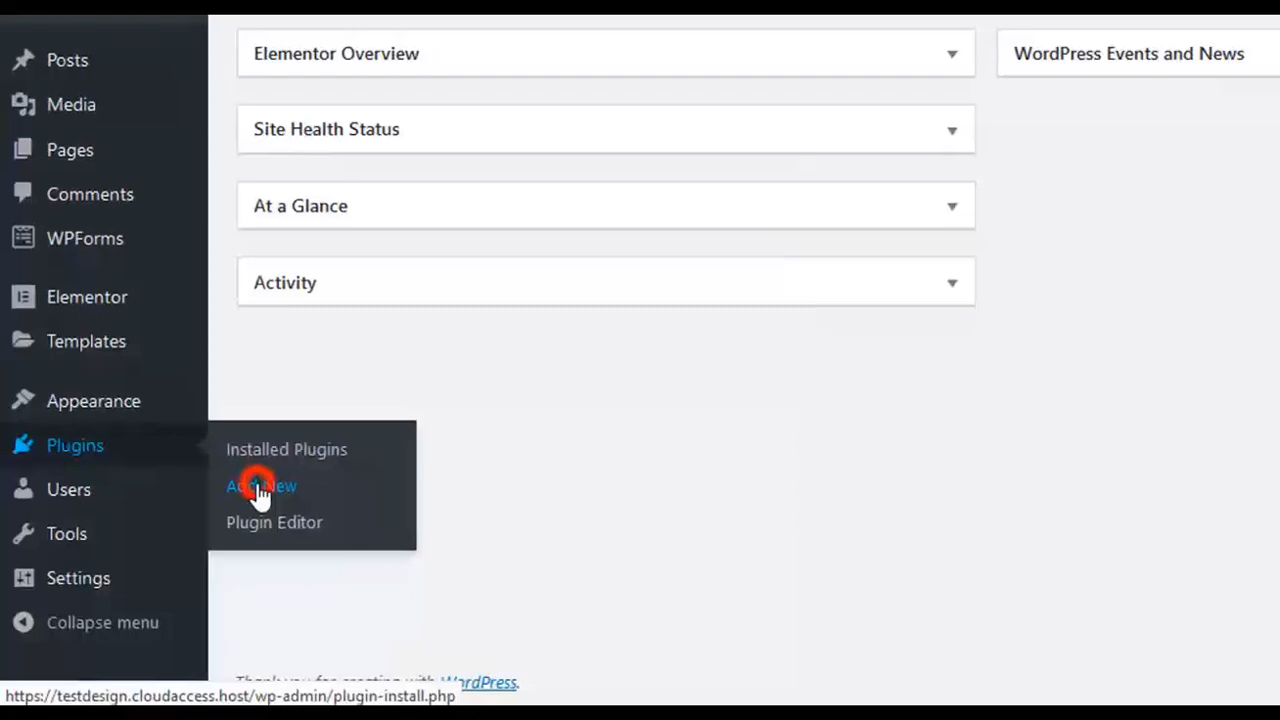 Posts
Media
Pages
Comments
WPForms
Elementor
Templates
Appearance
Plugins
Users
Tools
Settings
Collapse menu
Elementor Overview
Site Health Status
At a Glance
Activity
WordPress Events and News
Installed Plugins
Add New
Plugin Editor
Thank you for creating with WordPress.
https://testdesign.cloudaccess.host/wp-admin/plugin-install.php